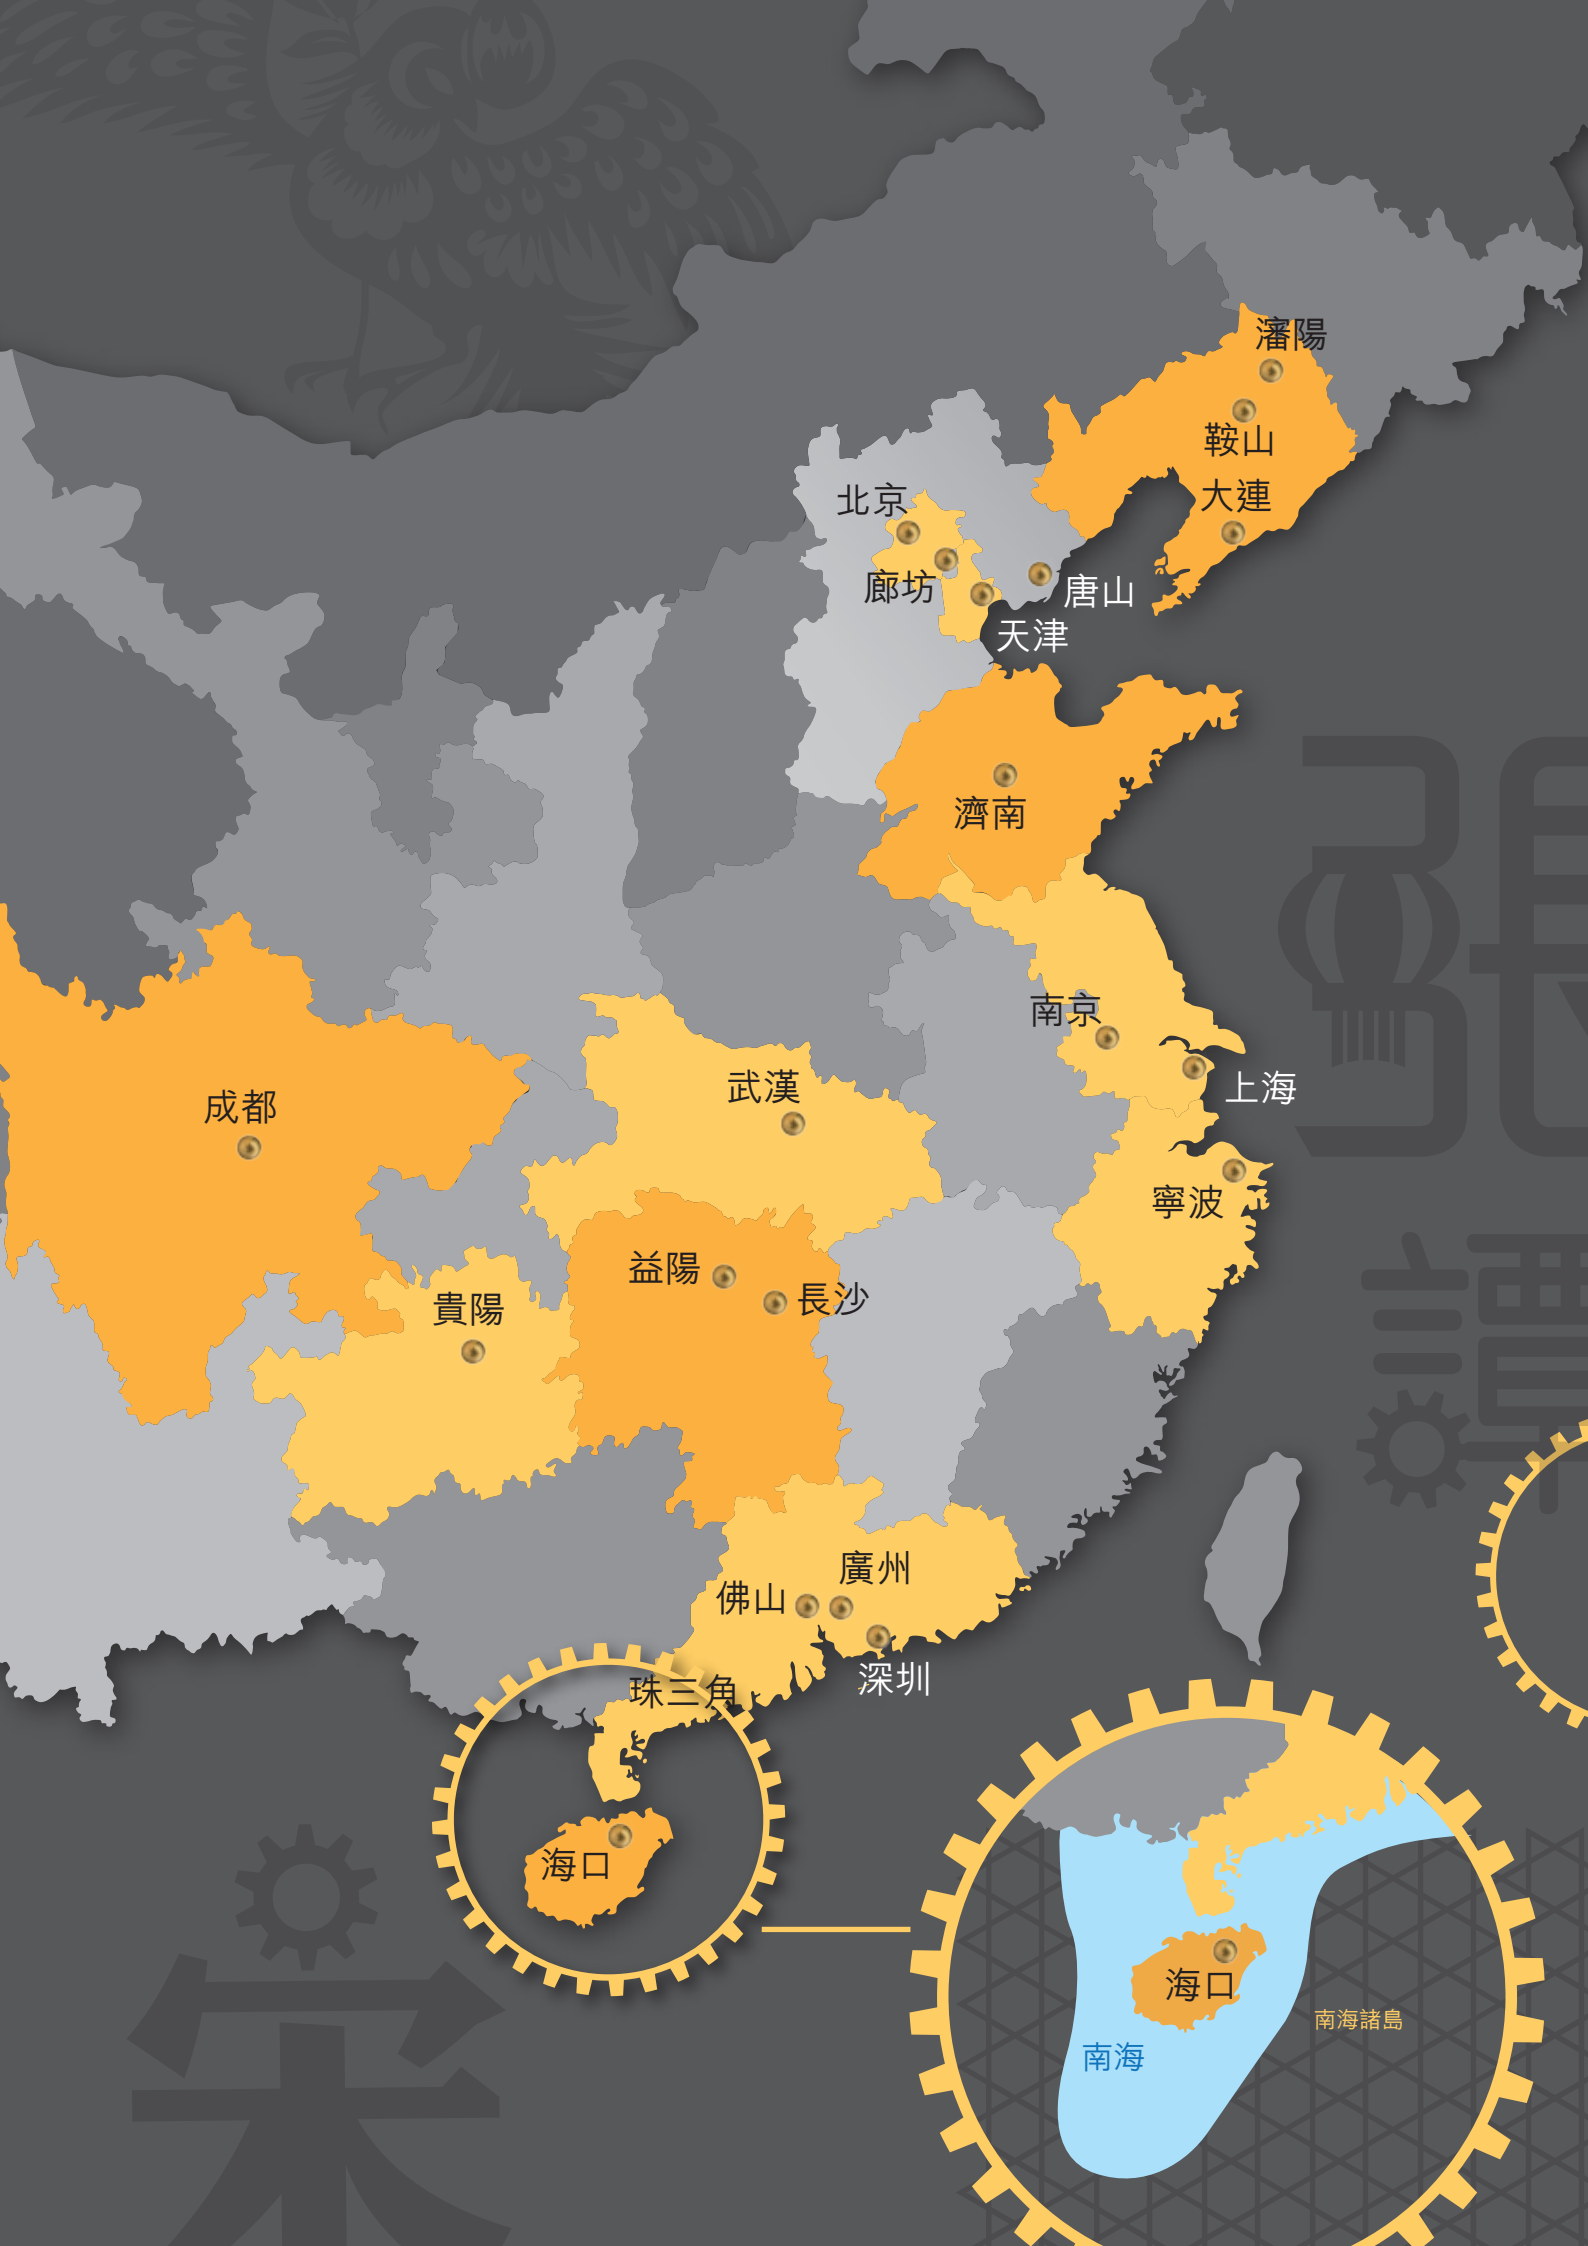 瀋陽
鞍山
大連
北京
廊坊
唐山
天津
濟南
南京
上海
武漢
成都
寧波
益陽
長沙
貴陽
廣州
佛山
深圳
珠三角
海口
海口
南海諸島
南海